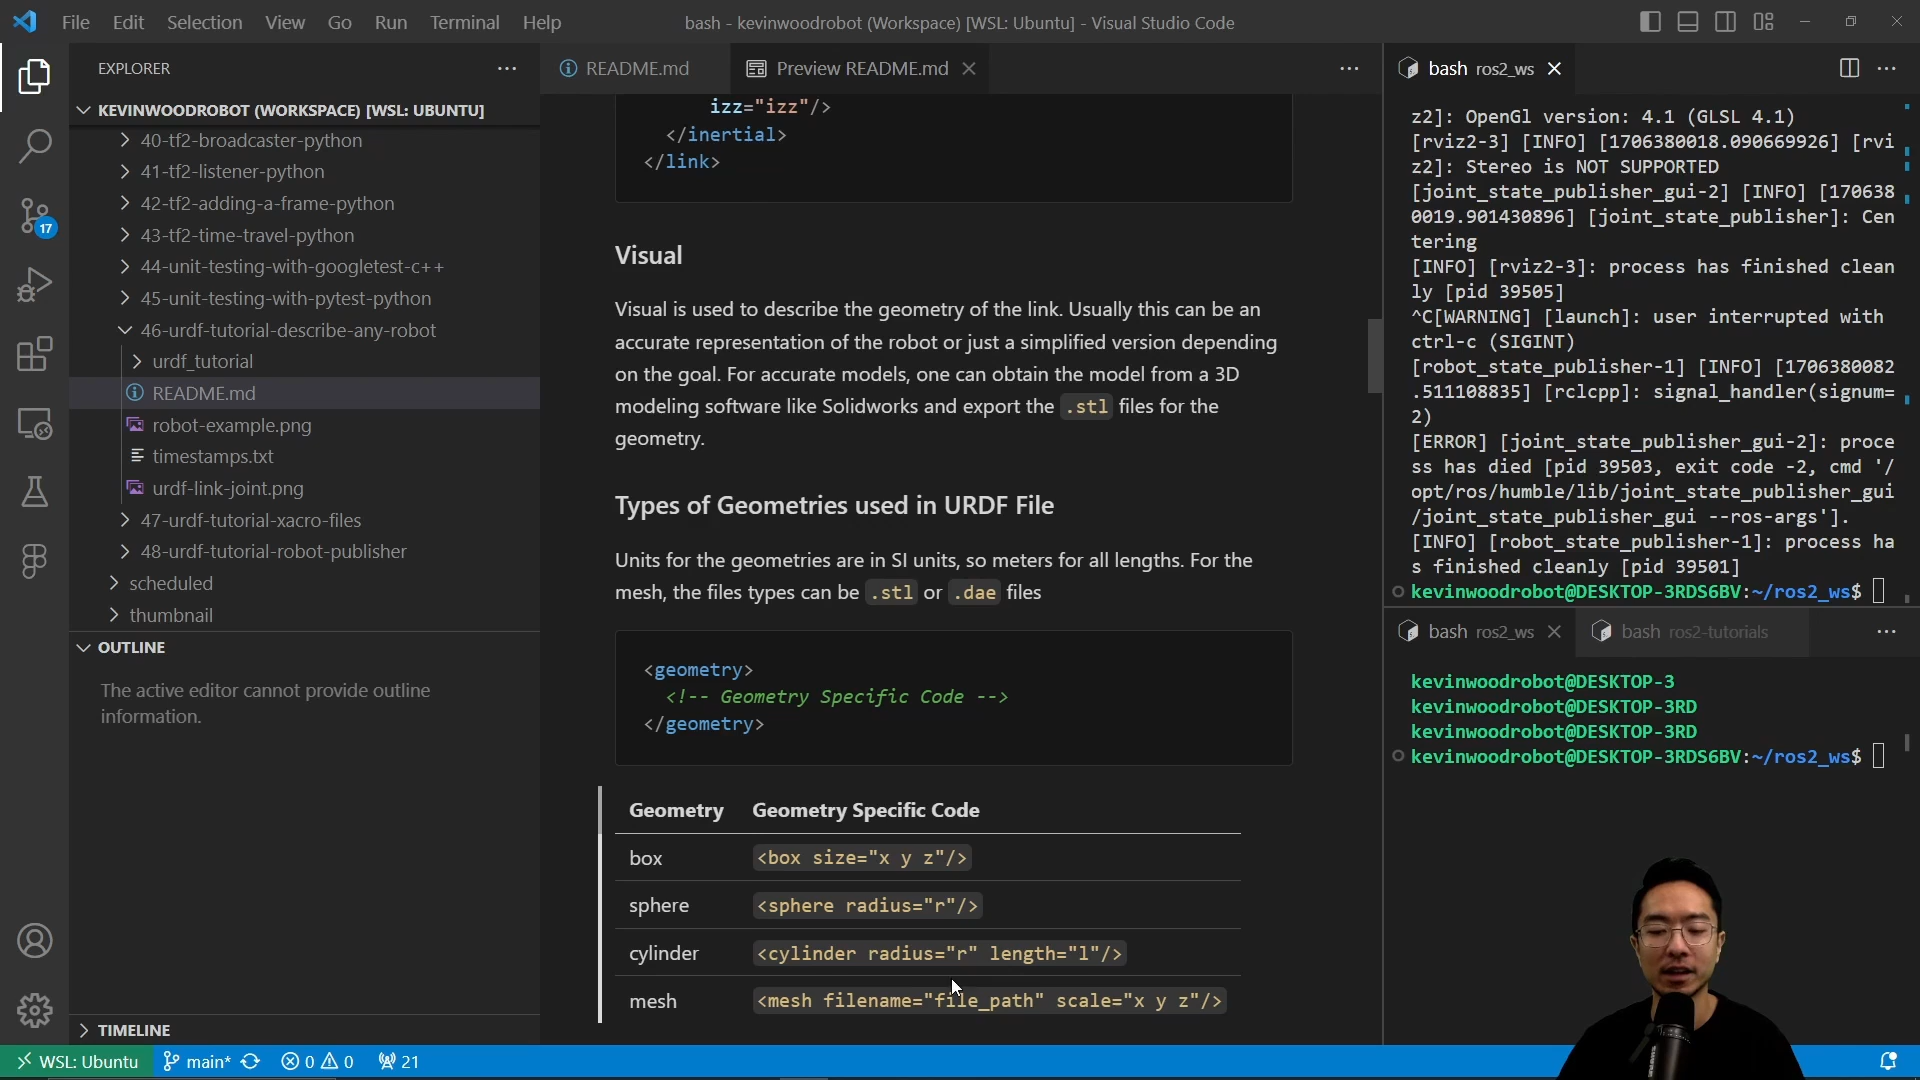 File Edit Selection View Go Run Terminal Help
bash - kevinwoodrobot (Workspace) [WSL: Ubuntu] - Visual Studio Code
EXPLORER
KEVINWOODROBOT (WORKSPACE) [WSL: UBUNTU]
40-tf2-broadcaster-python
41-tf2-listener-python
42-tf2-adding-a-frame-python
43-tf2-time-travel-python
44-unit-testing-with-googletest-c++
45-unit-testing-with-pytest-python
46-urdf-tutorial-describe-any-robot
urdf_tutorial
README.md
robot-example.png
timestamps.txt
urdf-link-joint.png
47-urdf-tutorial-xacro-files
48-urdf-tutorial-robot-publisher
scheduled
thumbnail
17
OUTLINE
The active editor cannot provide outline
information.
TIMELINE
README.md
Preview README.md
izz="izz"/>
</inertial>
</link>
Visual
Visual is used to describe the geometry of the link. Usually this can be an
accurate representation of the robot or just a simplified version depending
on the goal. For accurate models, one can obtain the model from a 3D
modeling software like Solidworks and export the .stl files for the
geometry.
Types of Geometries used in URDF File
Units for the geometries are in SI units, so meters for all lengths. For the
mesh, the files types can be .stl or .dae files
<geometry>
<!-- Geometry Specific Code -->
</geometry>
Geometry Geometry Specific Code
box <box size="x y z"/>
sphere <sphere radius="r"/>
cylinder <cylinder radius="r" length="l"/>
mesh <mesh filename="file_path" scale="x y z"/>
bash ros2_ws
z2]: OpenGl version: 4.1 (GLSL 4.1)
[rviz2-3] [INFO] [1706380018.090669926] [rvi
z2]: Stereo is NOT SUPPORTED
[joint_state_publisher_gui-2] [INFO] [170638
0019.901430896] [joint_state_publisher]: Cen
tering
[INFO] [rviz2-3]: process has finished clean
ly [pid 39505]
^C[WARNING] [launch]: user interrupted with
ctrl-c (SIGINT)
[robot_state_publisher-1] [INFO] [1706380082
.511108835] [rclcpp]: signal_handler(signum=
2)
[ERROR] [joint_state_publisher_gui-2]: proce
ss has died [pid 39503, exit code -2, cmd '/
opt/ros/humble/lib/joint_state_publisher_gui
/joint_state_publisher_gui --ros-args'].
[INFO] [robot_state_publisher-1]: process ha
s finished cleanly [pid 39501]
kevinwoodrobot@DESKTOP-3RDS6BV:~/ros2_ws$
bash ros2_ws
bash ros2-tutorials
kevinwoodrobot@DESKTOP-3
kevinwoodrobot@DESKTOP-3RD
kevinwoodrobot@DESKTOP-3RD
kevinwoodrobot@DESKTOP-3RDS6BV:~/ros2_ws$
WSL: Ubuntu main* 0 0 21